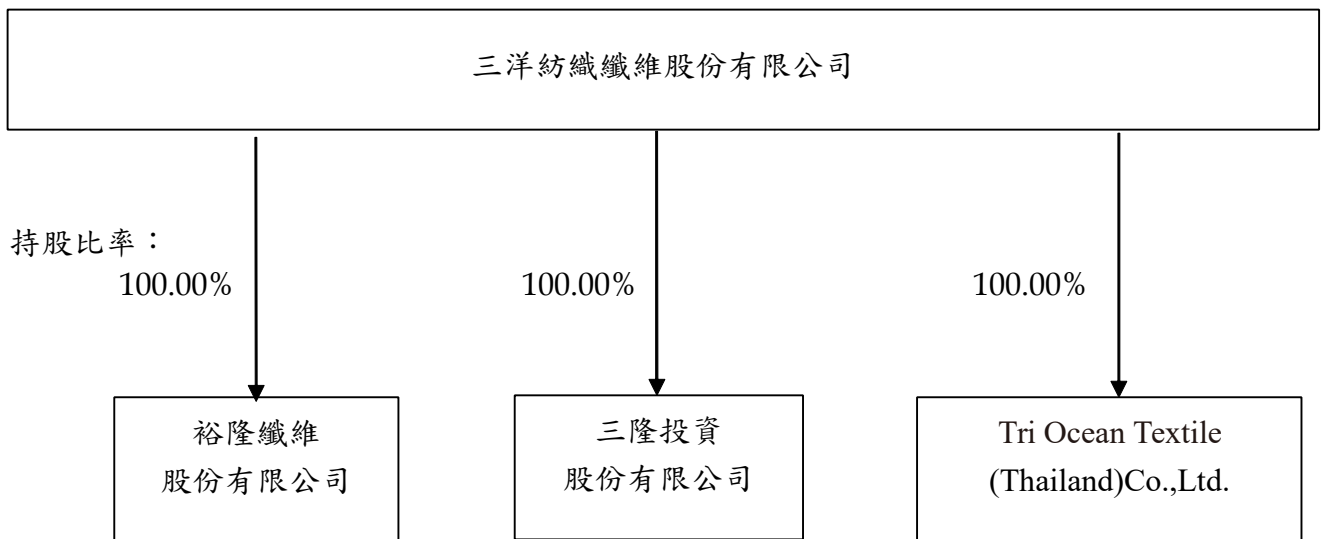 三洋紡織纖維股份有限公司
持股比率：
100.00%
100.00%
100.00%
裕隆纖維
股份有限公司
三隆投資
股份有限公司
Tri Ocean Textile
(Thailand)Co.,Ltd.